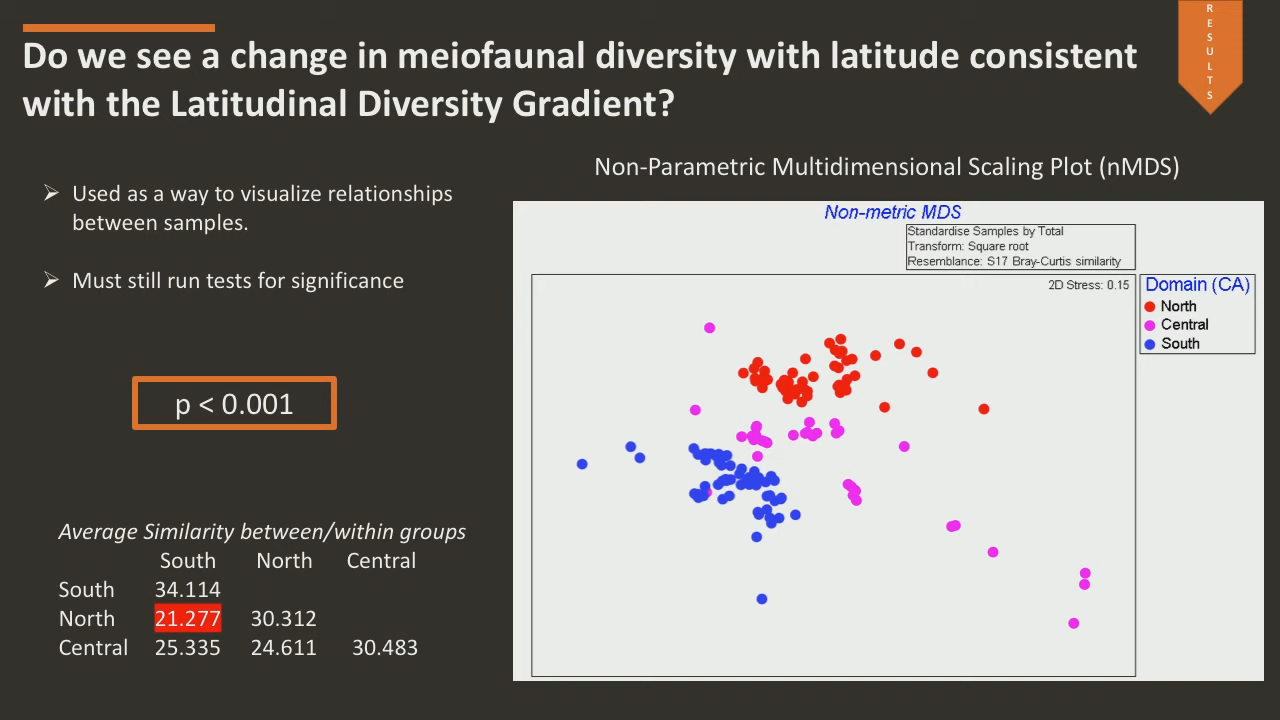 R
E
S
U
L
T
S
Do we see a change in meiofaunal diversity with latitude consistent
with the Latitudinal Diversity Gradient?
➢ Used as a way to visualize relationships
between samples.
➢ Must still run tests for significance
p < 0.001
Average Similarity between/within groups
South North Central
South 34.114
North 21.277 30.312
Central 25.335 24.611 30.483
Non-Parametric Multidimensional Scaling Plot (nMDS)
Non-metric MDS
Standardise Samples by Total
Transform: Square root
Resemblance: S17 Bray-Curtis similarity
2D Stress: 0.15
Domain (CA)
North
Central
South